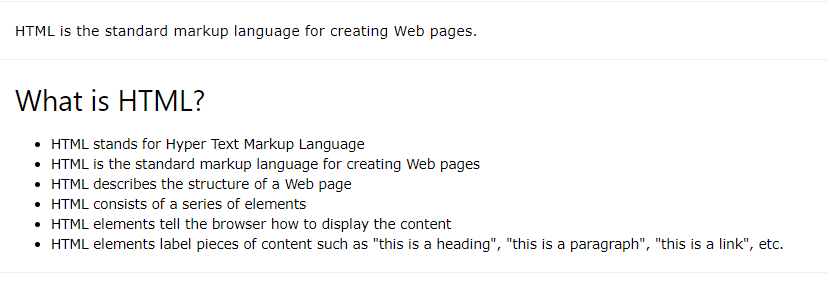 HTML is the standard markup language for creating Web pages.
What is HTML?
• HTML stands for Hyper Text Markup Language
• HTML is the standard markup language for creating Web pages
• HTML describes the structure of a Web page
• HTML consists of a series of elements
• HTML elements tell the browser how to display the content
• HTML elements label pieces of content such as "this is a heading", "this is a paragraph", "this is a link", etc.